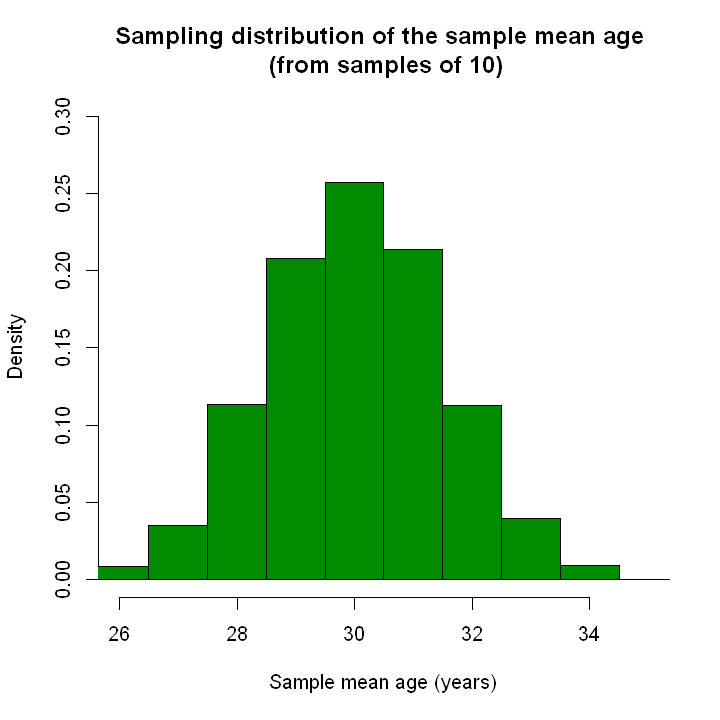 Sampling distribution of the sample mean age
(from samples of 10)
0.30
0.25
0.20
0.15
0.10
0.05
0.00
Density
26 28 30 32 34
Sample mean age (years)